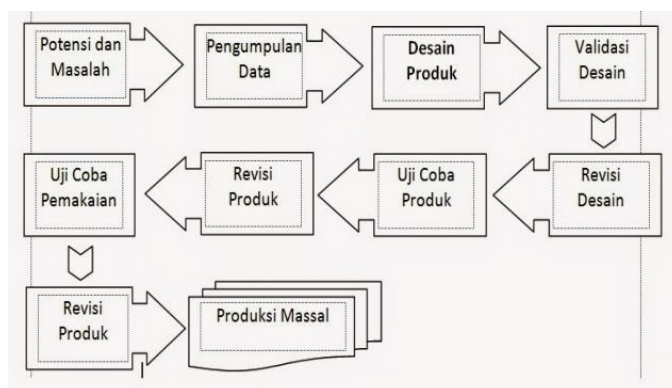 Potensi dan
Masalah
Pengumpulan
Data
Desain
Produk
Validasi
Desain
Revisi
Desain
Uji Coba
Produk
Revisi
Produk
Uji Coba
Pemakaian
Revisi
Produk
Produksi Massal